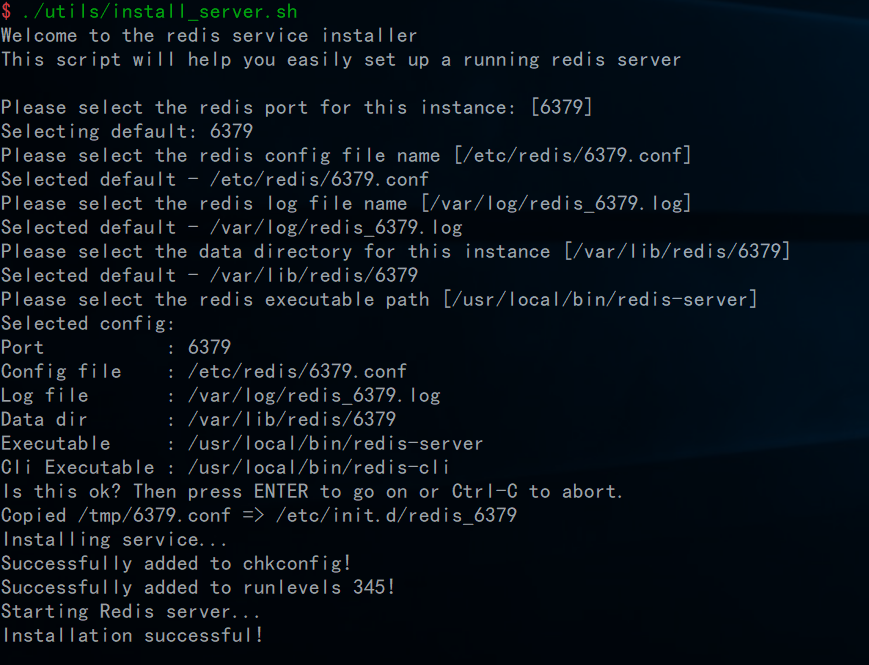 $ ./utils/install_server.sh
Welcome to the redis service installer
This script will help you easily set up a running redis server
Please select the redis port for this instance: [6379]
Selecting default: 6379
Please select the redis config file name [/etc/redis/6379.conf]
Selected default - /etc/redis/6379.conf
Please select the redis log file name [/var/log/redis_6379.log]
Selected default - /var/log/redis_6379.log
Please select the data directory for this instance [/var/lib/redis/6379]
Selected default - /var/lib/redis/6379
Please select the redis executable path [/usr/local/bin/redis-server]
Selected config:
Port           : 6379
Config file    : /etc/redis/6379.conf
Log file       : /var/log/redis_6379.log
Data dir       : /var/lib/redis/6379
Executable     : /usr/local/bin/redis-server
Cli Executable : /usr/local/bin/redis-cli
Is this ok? Then press ENTER to go on or Ctrl-C to abort.
Copied /tmp/6379.conf => /etc/init.d/redis_6379
Installing service...
Successfully added to chkconfig!
Successfully added to runlevels 345!
Starting Redis server...
Installation successful!